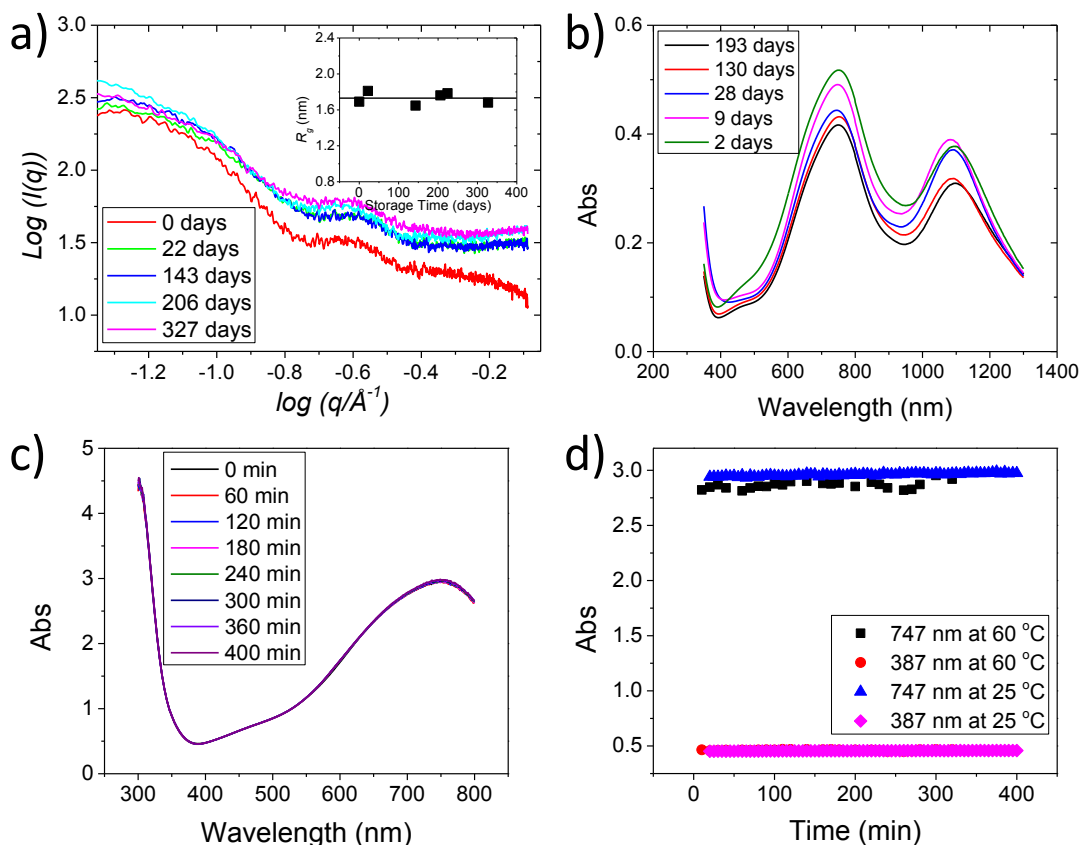 a)
Log (I(q))
3.0
2.5
2.0
1.5
1.0
-1.2 -1.0 -0.8 -0.6 -0.4 -0.2
log (q/Å⁻¹)
0 days
22 days
143 days
206 days
327 days
R_g (nm)
2.4
2.0
1.6
1.2
0.8
0 100 200 300 400
Storage Time (days)
b)
Abs
0.6
0.4
0.2
0.0
200 400 600 800 1000 1200 1400
Wavelength (nm)
193 days
130 days
28 days
9 days
2 days
c)
Abs
5
4
3
2
1
0
300 400 500 600 700 800
Wavelength (nm)
0 min
60 min
120 min
180 min
240 min
300 min
360 min
400 min
d)
Abs
3.0
2.5
2.0
1.5
1.0
0.5
0 100 200 300 400
Time (min)
747 nm at 60 °C
387 nm at 60 °C
747 nm at 25 °C
387 nm at 25 °C